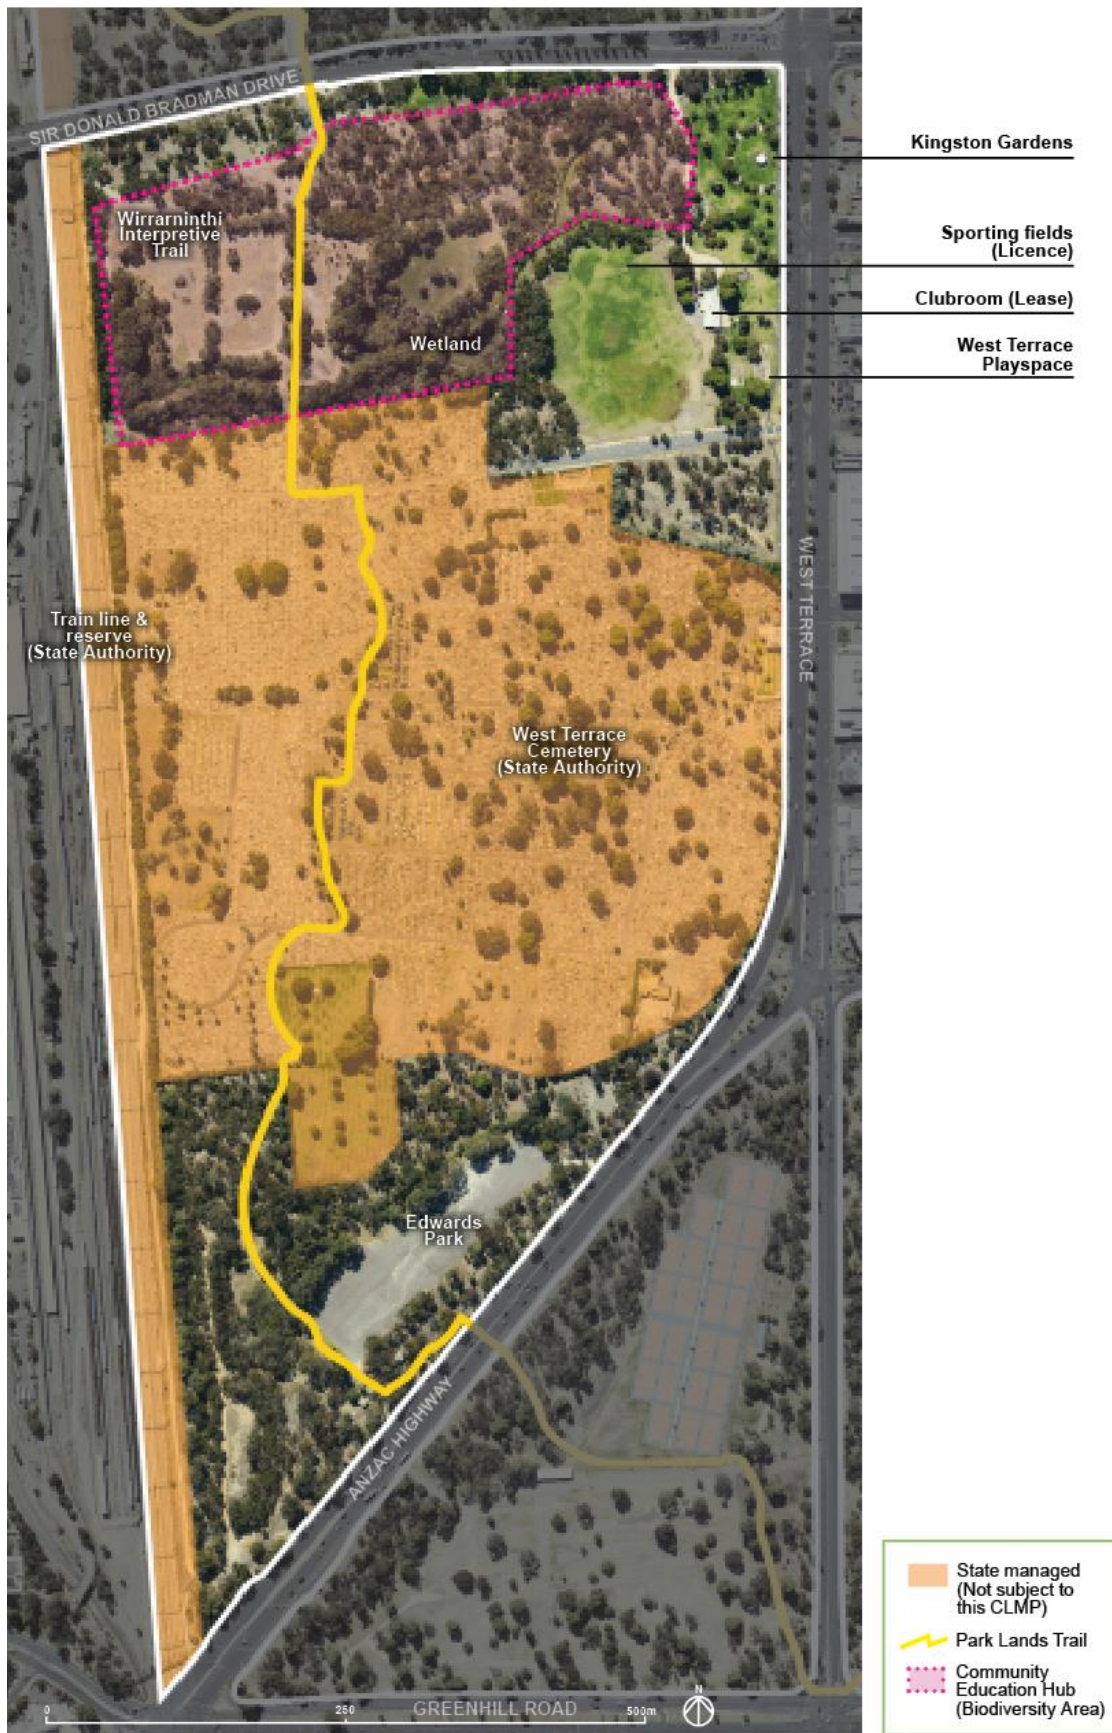 SIR DONALD BRADMAN DRIVE
Kingston Gardens
Wirrarninthi
Interpretive
Trail
Sporting fields
(Licence)
Clubroom (Lease)
Wetland
West Terrace
Playspace
WEST TERRACE
Train line &
reserve
(State Authority)
West Terrace
Cemetery
(State Authority)
Edwards
Park
ANZAC HIGHWAY
State managed
(Not subject to
this CLMP)
Park Lands Trail
Community
Education Hub
(Biodiversity Area)
0
250
500m
GREENHILL ROAD
N